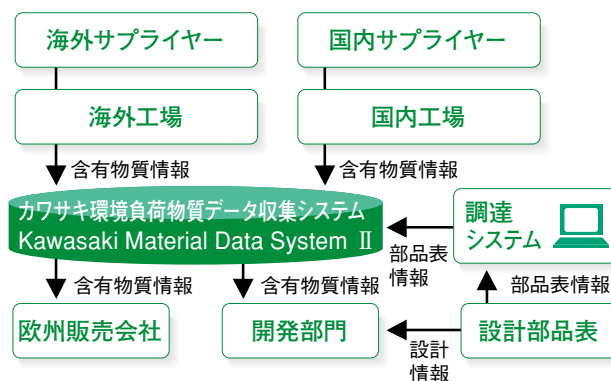 海外サプライヤー
国内サプライヤー
海外工場
国内工場
含有物質情報
含有物質情報
カワサキ環境負荷物質データ収集システム
Kawasaki Material Data System Ⅱ
調達
システム
部品表
情報
含有物質情報
含有物質情報
部品表情報
欧州販売会社
開発部門
設計部品表
設計
情報